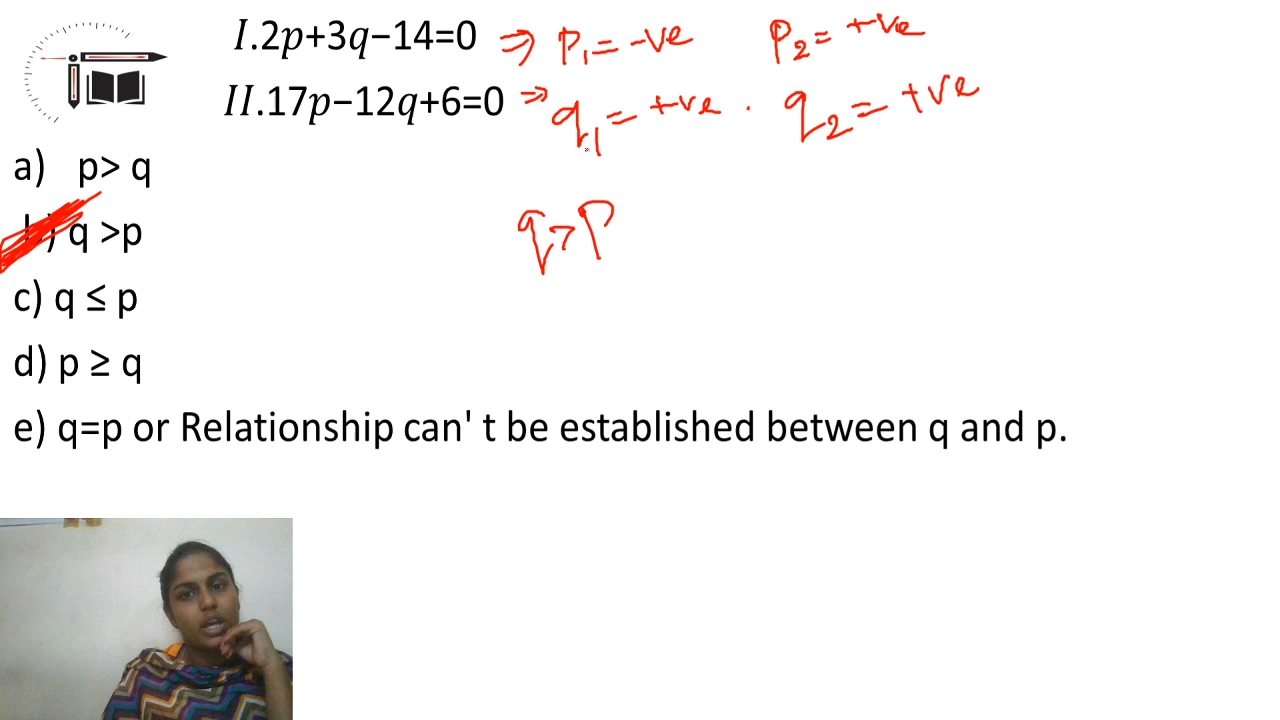 I.2p+3q−14=0 ⇒ p₁= -ve p₂= +ve
II.17p−12q+6=0 ⇒ q₁= +ve . q₂= +ve
a) p> q
b) q >p
q>p
c) q ≤ p
d) p ≥ q
e) q=p or Relationship can' t be established between q and p.